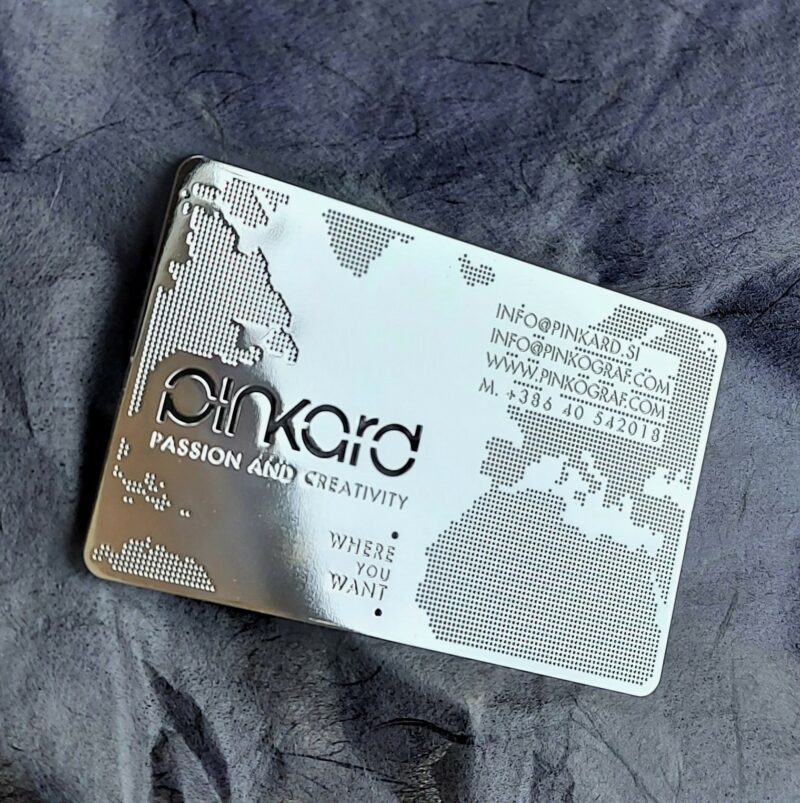 pinkard
PASSION AND CREATIVITY
WHERE
YOU
WANT
INFO@PINKARD.SI
INFO@PINKOGRAF.COM
WWW.PINKOGRAF.COM
M. +386 40 542018